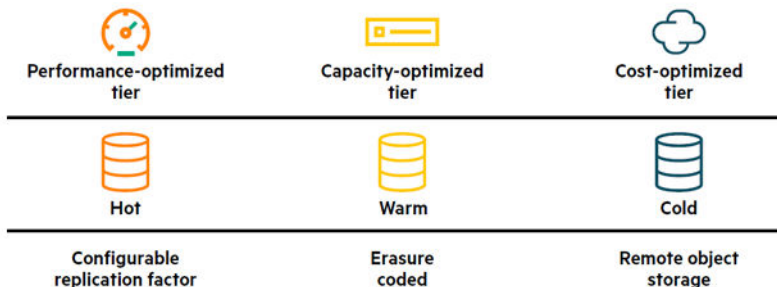 Performance-optimized
tier
Capacity-optimized
tier
Cost-optimized
tier
Hot
Warm
Cold
Configurable
replication factor
Erasure
coded
Remote object
storage